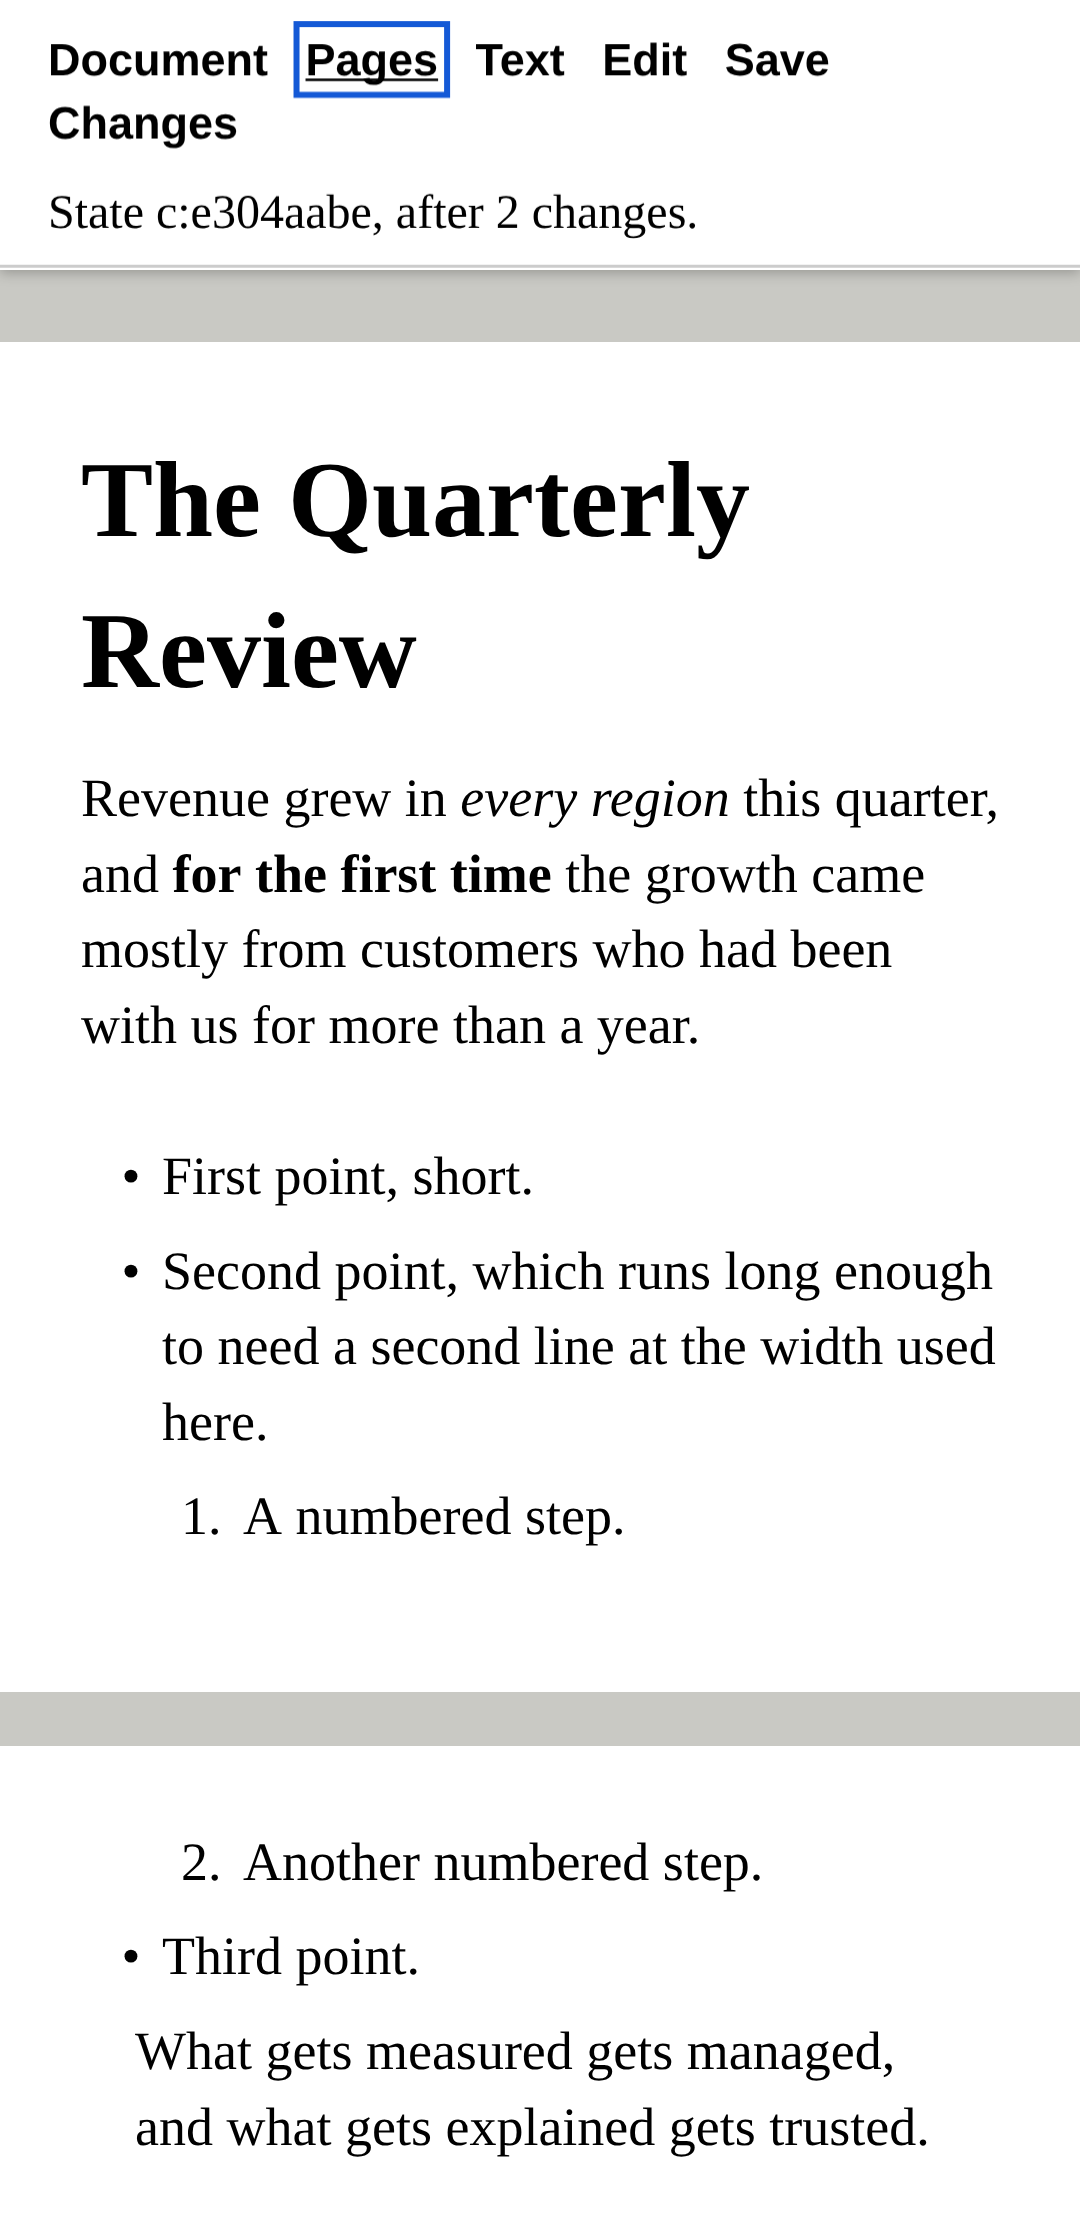 Document Pages Text Edit Save
Changes
State c:e304aabe, after 2 changes.
The Quarterly
Review
Revenue grew in every region this quarter,
and for the first time the growth came
mostly from customers who had been
with us for more than a year.
• First point, short.
• Second point, which runs long enough
to need a second line at the width used
here.
1. A numbered step.
2. Another numbered step.
• Third point.
What gets measured gets managed,
and what gets explained gets trusted.